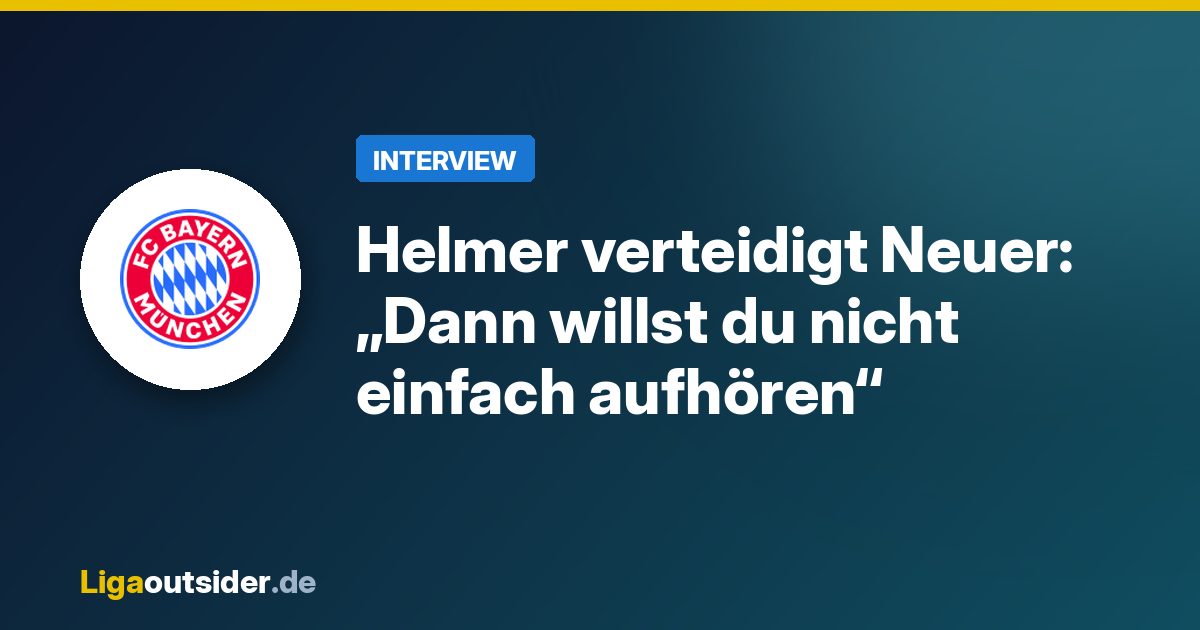 FC BAYERN
MÜNCHEN
INTERVIEW
Helmer verteidigt Neuer:
„Dann willst du nicht
einfach aufhören“
Ligaoutsider.de